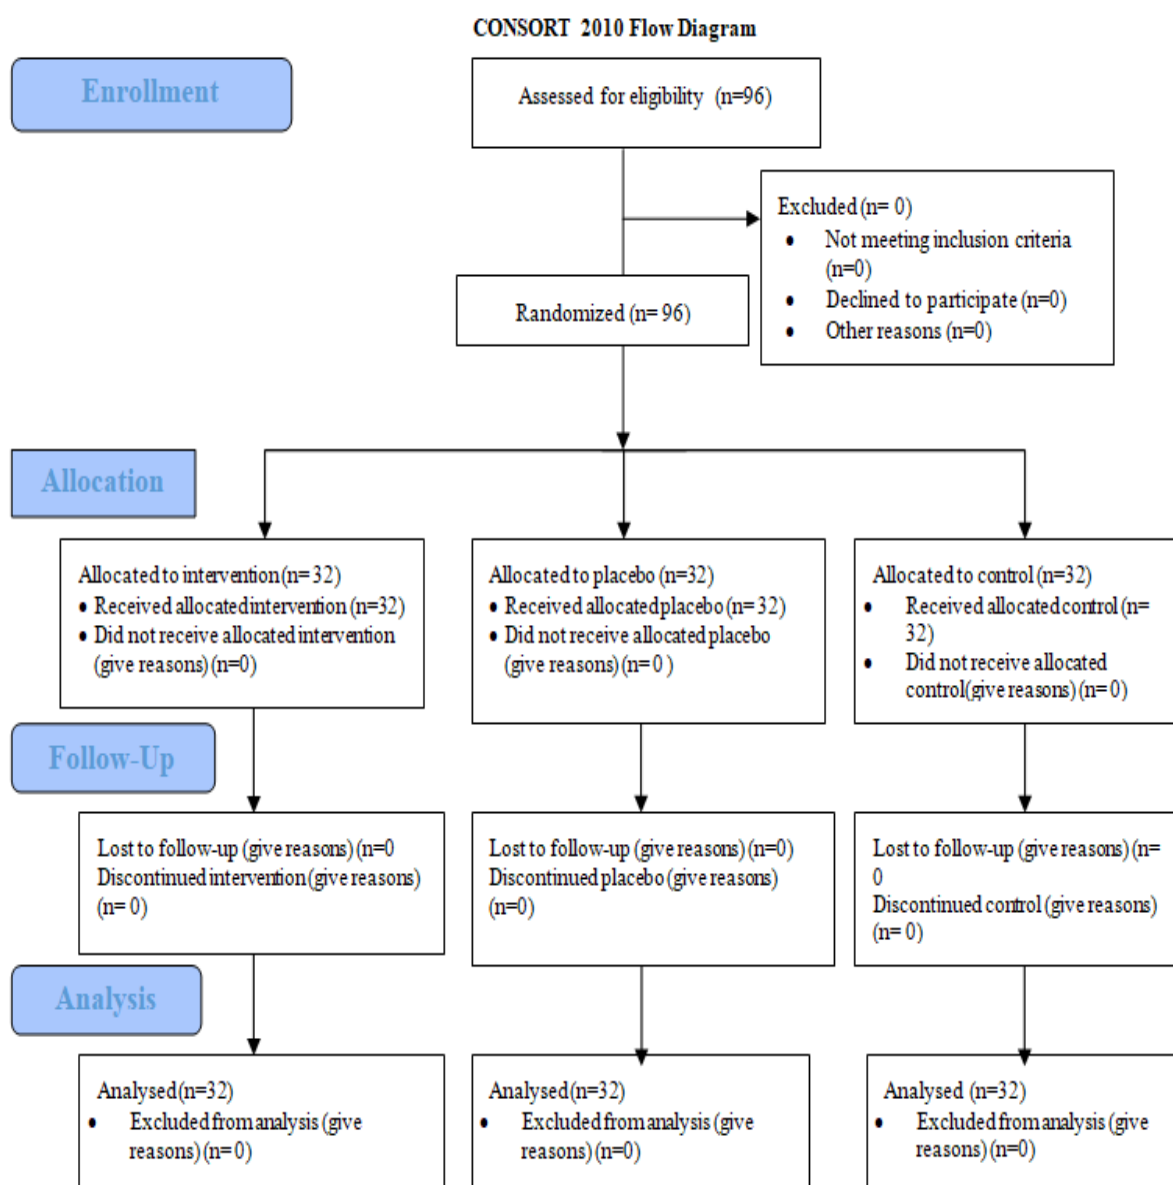 CONSORT 2010 Flow Diagram
Enrollment
Assessed for eligibility (n=96)
Excluded (n= 0)
• Not meeting inclusion criteria
(n=0)
• Declined to participate (n=0)
• Other reasons (n=0)
Randomized (n= 96)
Allocation
Allocated to intervention (n= 32)
• Received allocated intervention (n=32)
• Did not receive allocated intervention
(give reasons) (n=0)
Allocated to placebo (n=32)
• Received allocated placebo (n= 32)
• Did not receive allocated placebo
(give reasons) (n= 0 )
Allocated to control (n=32)
• Received allocated control (n=
32)
• Did not receive allocated
control(give reasons) (n= 0)
Follow-Up
Lost to follow-up (give reasons) (n=0
Discontinued intervention (give reasons)
(n= 0)
Lost to follow-up (give reasons) (n=0)
Discontinued placebo (give reasons)
(n=0)
Lost to follow-up (give reasons) (n=
0
Discontinued control (give reasons)
(n= 0)
Analysis
Analysed (n=32)
• Excluded from analysis (give
reasons) (n= 0)
Analysed (n=32)
• Excluded from analysis (give
reasons) (n=0)
Analysed (n=32)
• Excluded from analysis (give
reasons) (n=0)